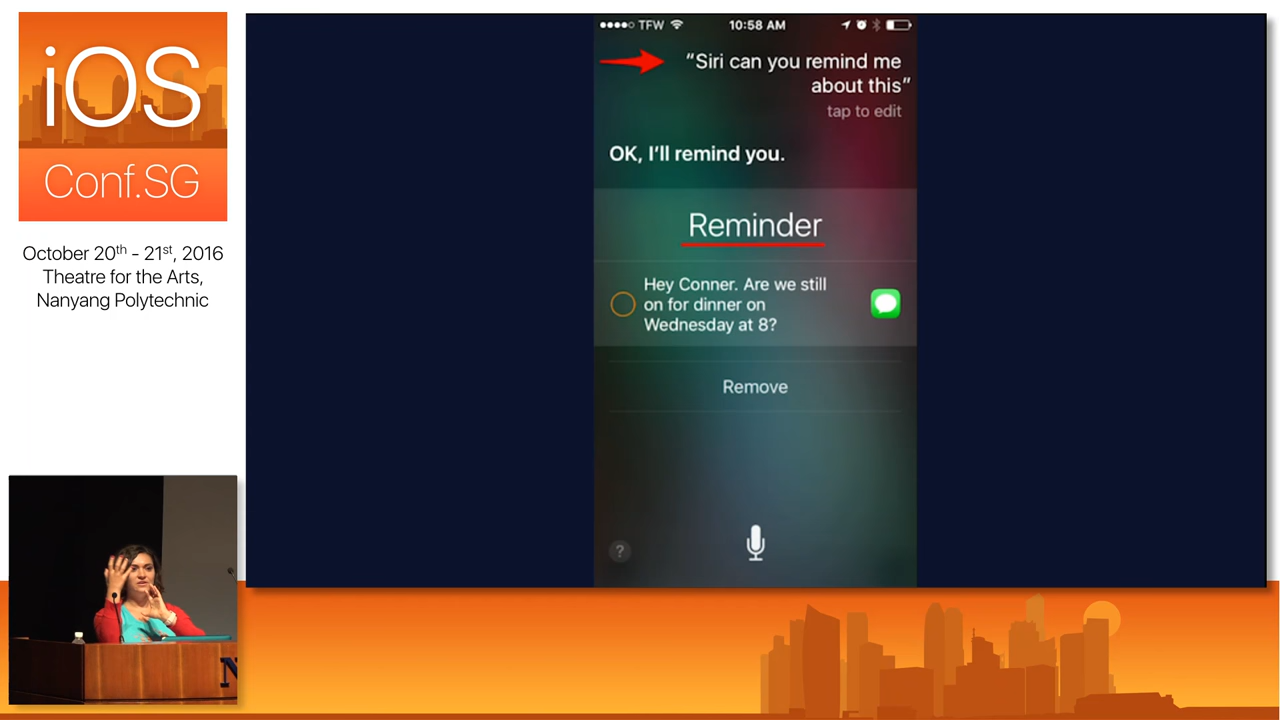 iOS
Conf.SG
October 20th - 21st, 2016
Theatre for the Arts,
Nanyang Polytechnic
TFW
10:58 AM
"Siri can you remind me
about this"
tap to edit
OK, I'll remind you.
Reminder
Hey Conner. Are we still
on for dinner on
Wednesday at 8?
Remove
?
N